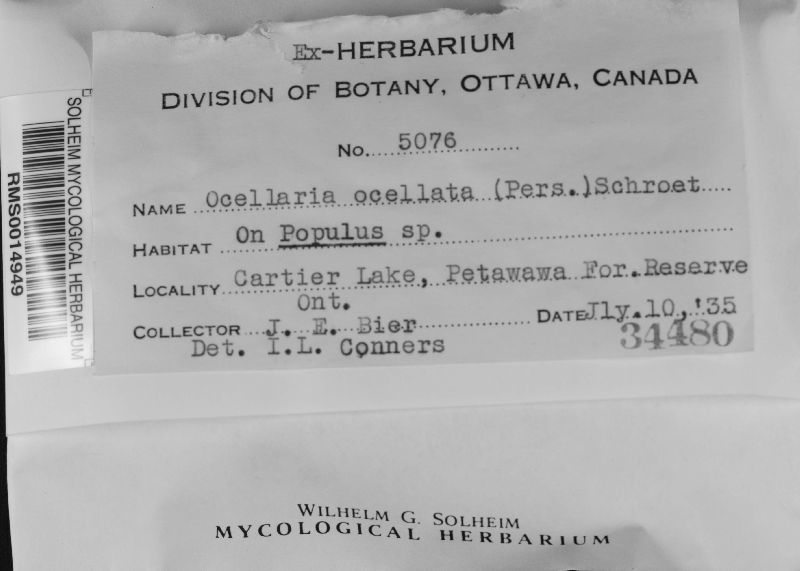 Ex-HERBARIUM
DIVISION OF BOTANY, OTTAWA, CANADA
No. 5076
NAME Ocellaria ocellata (Pers.)Schroet
HABITAT On Populus sp.
LOCALITY Cartier Lake, Petawawa For. Reserve
Ont.
COLLECTOR J. E. Bier DATE Jly. 10, '35
Det. I.L. Conners
34480
SOLHEIM MYCOLOGICAL HERBARIUM
RMS0014949
WILHELM G. SOLHEIM
MYCOLOGICAL HERBARIUM